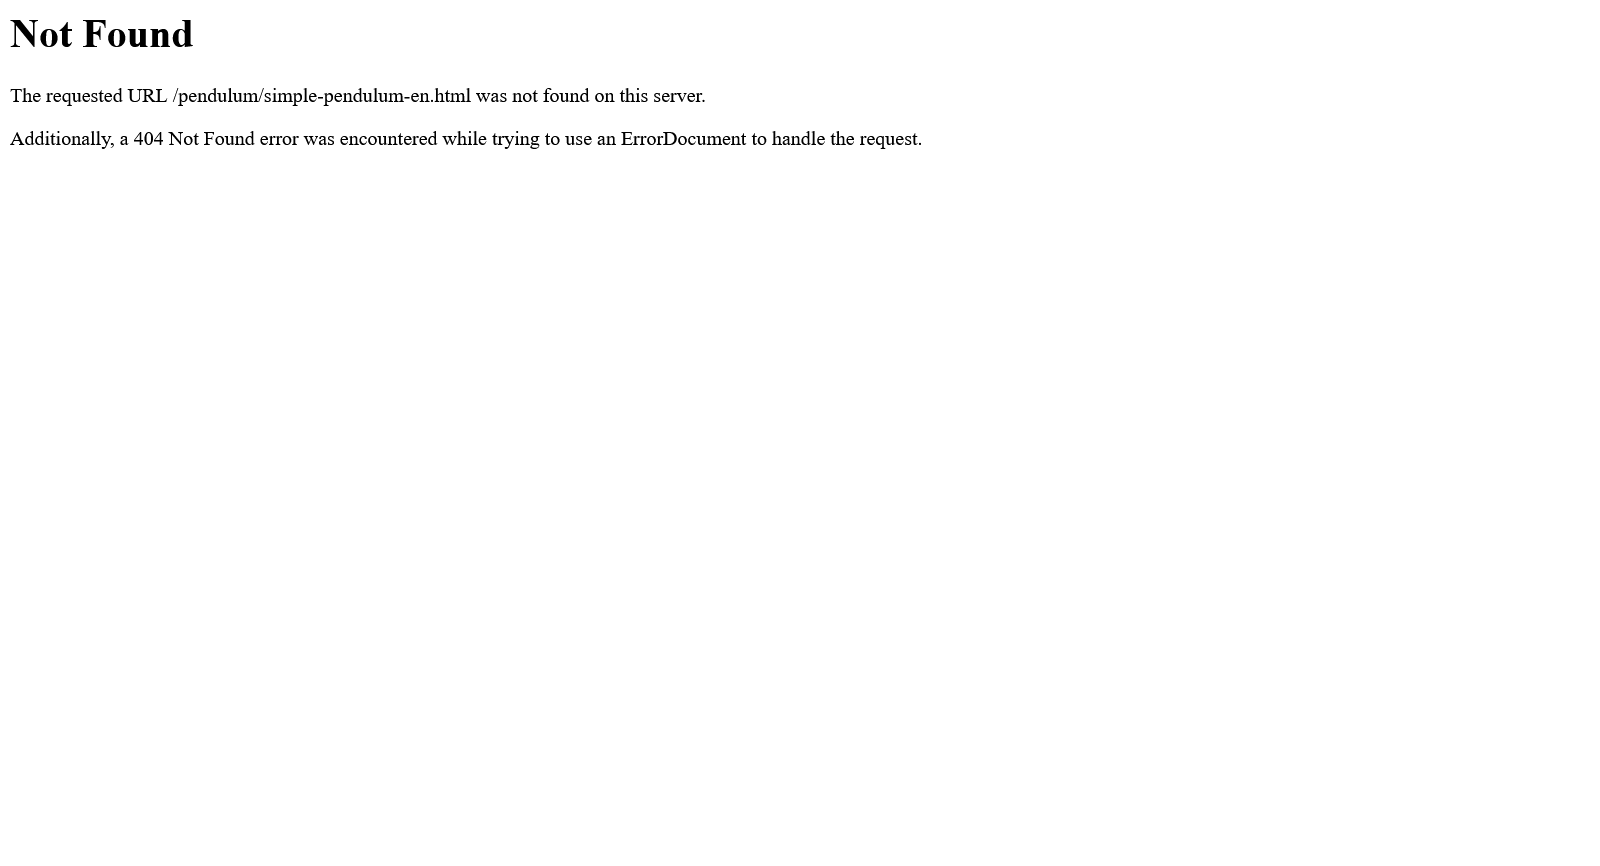 Not Found
The requested URL /pendulum/simple-pendulum-en.html was not found on this server.
Additionally, a 404 Not Found error was encountered while trying to use an ErrorDocument to handle the request.